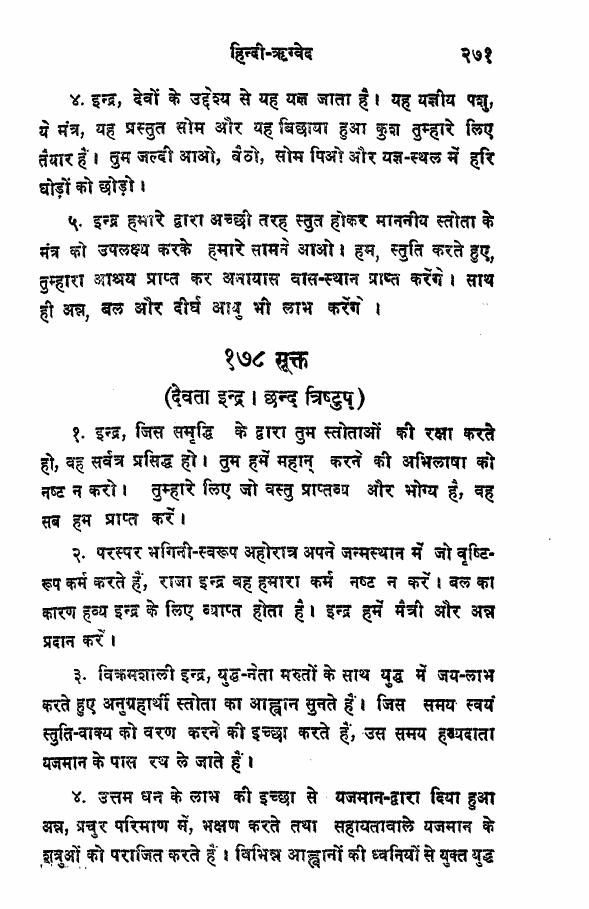 हिन्दी-ऋग्वेद २७१
४. इन्द्र, देवों के उद्देश्य से यह यज्ञ जाता है। यह यज्ञीय पशु,
ये मंत्र, यह प्रस्तुत सोम और यह बिछाया हुआ कुश तुम्हारे लिए
तैयार हैं। तुम जल्दी आओ, बैठो, सोम पिओ और यज्ञ-स्थल में हरि
घोड़ों को छोड़ो।
५. इन्द्र हमारे द्वारा अच्छी तरह स्तुत होकर माननीय स्तोता के
मंत्र को उपलक्ष्य करके हमारे सामने आओ। हम, स्तुति करते हुए,
तुम्हारा आश्रय प्राप्त कर अनायास वास-स्थान प्राप्त करेंगे। साथ
ही अन्न, बल और दीर्घ आयु भी लाभ करेंगे ।
१७८ सूक्त
(देवता इन्द्र। छन्द त्रिष्टुप्)
१. इन्द्र, जिस समृद्धि के द्वारा तुम स्तोताओं की रक्षा करते
हो, वह सर्वत्र प्रसिद्ध हो। तुम हमें महान् करने की अभिलाषा को
नष्ट न करो। तुम्हारे लिए जो वस्तु प्राप्तव्य और भोग्य है, वह
सब हम प्राप्त करें।
२. परस्पर भगिनी-स्वरूप अहोरात्र अपने जन्मस्थान में जो वृष्टि-
रूप कर्म करते हैं, राजा इन्द्र वह हमारा कर्म नष्ट न करें। बल का
कारण हव्य इन्द्र के लिए व्याप्त होता है। इन्द्र हमें मैत्री और अन्न
प्रदान करें।
३. विक्रमशाली इन्द्र, युद्ध-नेता मरुतों के साथ युद्ध में जय-लाभ
करते हुए अनुग्रहार्थी स्तोता का आह्वान सुनते हैं। जिस समय स्वयं
स्तुति-वाक्य को वरण करने की इच्छा करते हैं, उस समय हव्यदाता
यजमान के पास रथ ले जाते हैं।
४. उत्तम धन के लाभ की इच्छा से यजमान-द्वारा दिया हुआ
अन्न, प्रचुर परिमाण में, भक्षण करते तथा सहायतावाले यजमान के
शत्रुओं को पराजित करते हैं। विभिन्न आह्वानों की ध्वनियों से युक्त युद्ध